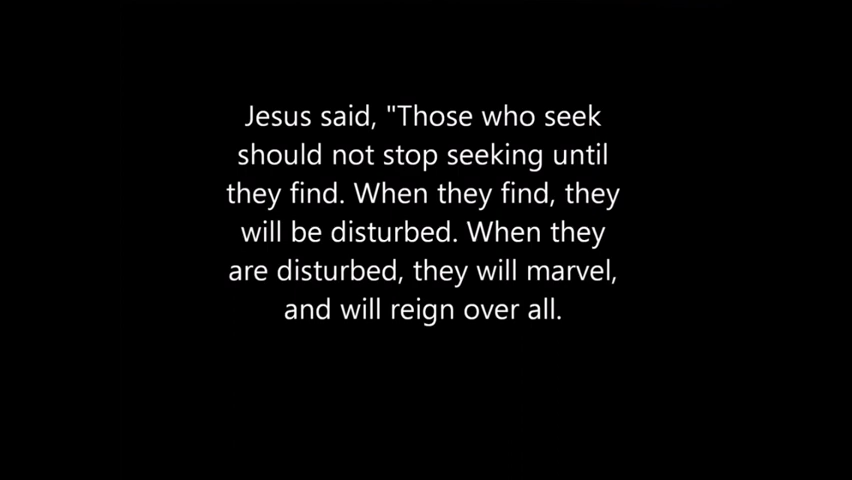 Jesus said, "Those who seek
should not stop seeking until
they find. When they find, they
will be disturbed. When they
are disturbed, they will marvel,
and will reign over all.